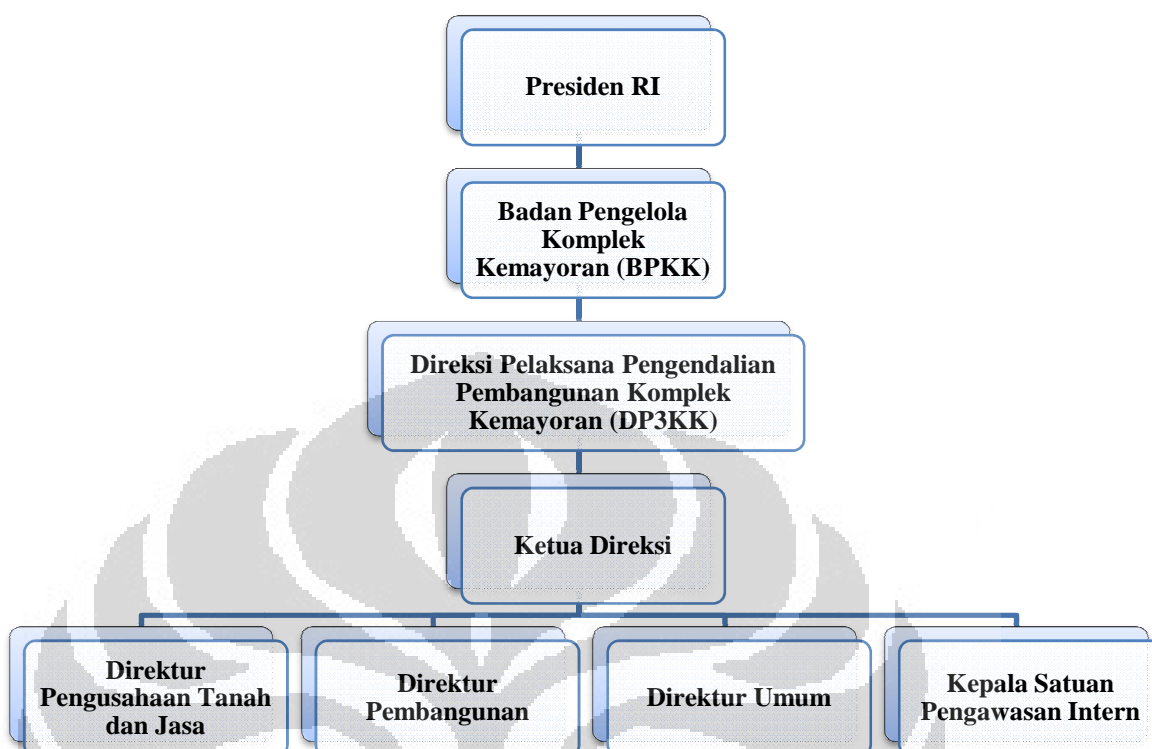 Presiden RI
Badan Pengelola
Komplek
Kemayoran (BPKK)
Direksi Pelaksana Pengendalian
Pembangunan Komplek
Kemayoran (DP3KK)
Ketua Direksi
Direktur
Pengusahaan Tanah
dan Jasa
Direktur
Pembangunan
Direktur Umum
Kepala Satuan
Pengawasan Intern